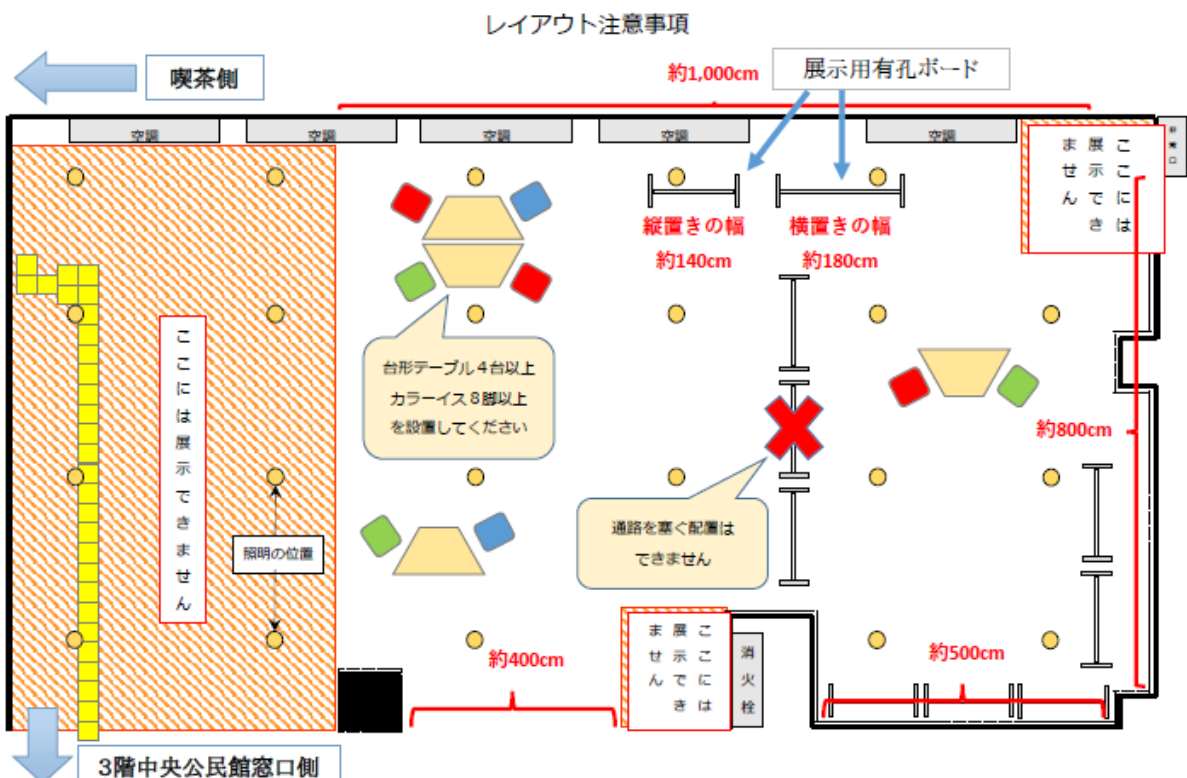 レイアウト注意事項
喫茶側
約1,000cm
展示用有孔ボード
空調
空調
空調
空調
空調
非常口
ここには
展示でき
ません
縦置きの幅
約140cm
横置きの幅
約180cm
ここには展示できません
台形テーブル4台以上
カラーイス8脚以上
を設置してください
約800cm
通路を塞ぐ配置は
できません
照明の位置
約400cm
ここには
展示でき
ません
消火栓
約500cm
3階中央公民館窓口側